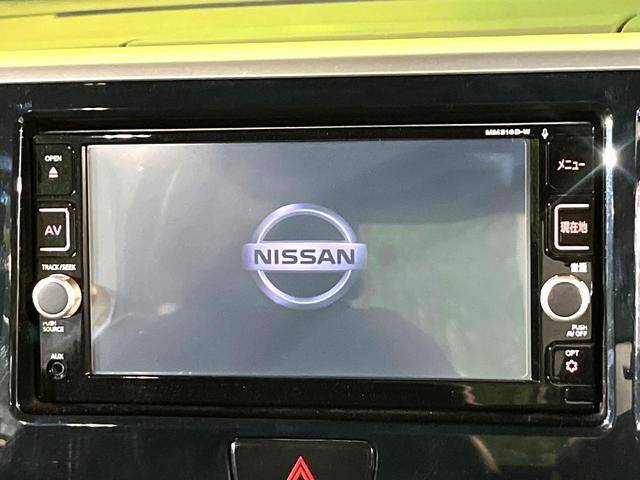 MM316D-W
OPEN
AV
TRACK/SEEK
PUSH
SOURCE
AUX
NISSAN
メニュー
現在地
音量
PUSH
AV OFF
OPT